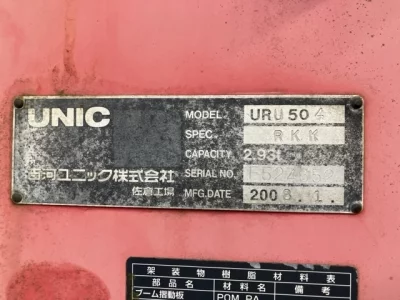 UNIC
MODEL URU504
SPEC. RKK
CAPACITY 2.93t
SERIAL NO.
古河ユニック株式会社
佐倉工場
MFG.DATE 2008.1.
架装物樹脂材料表
部品名 材料名 備考
ブーム摺動板 POM, PA